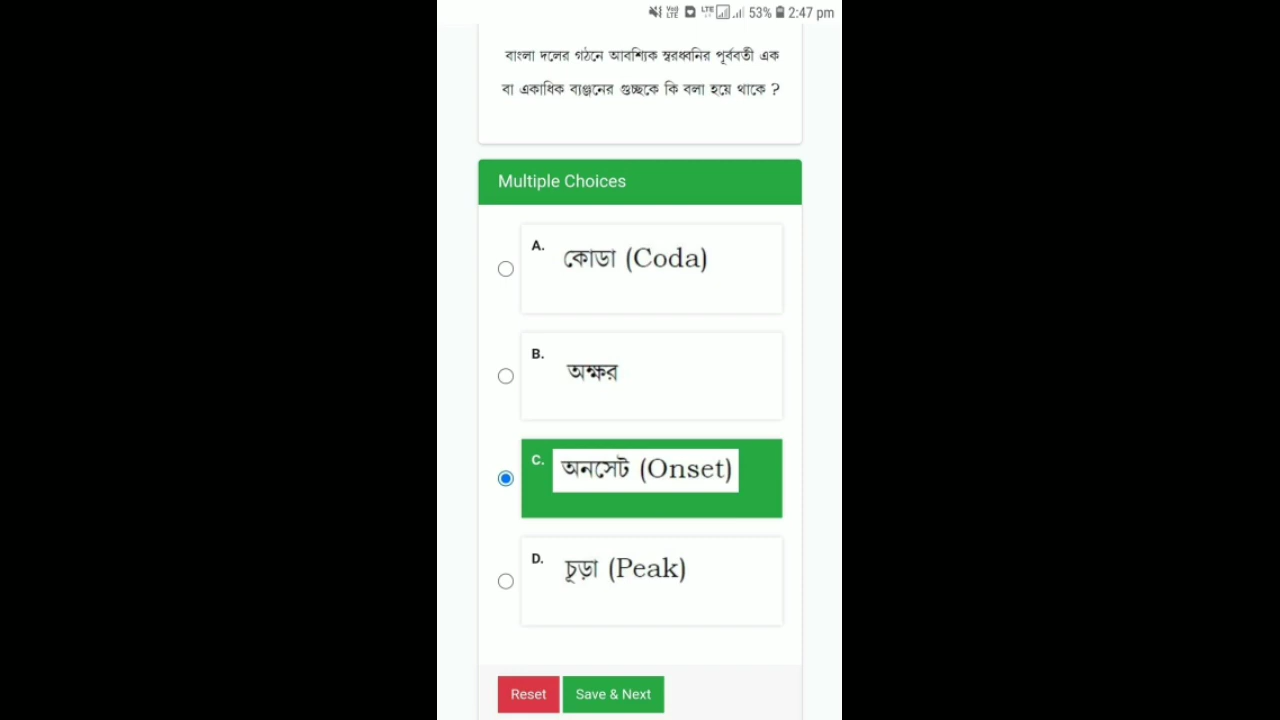 53% 2:47 pm
বাংলা দলের গঠনে আবশ্যিক স্বরধ্বনির পূর্ববর্তী এক
বা একাধিক ব্যঞ্জনের গুচ্ছকে কি বলা হয়ে থাকে ?
Multiple Choices
A. কোডা (Coda)
B. অক্ষর
C. অনসেট (Onset)
D. চূড়া (Peak)
Reset Save & Next